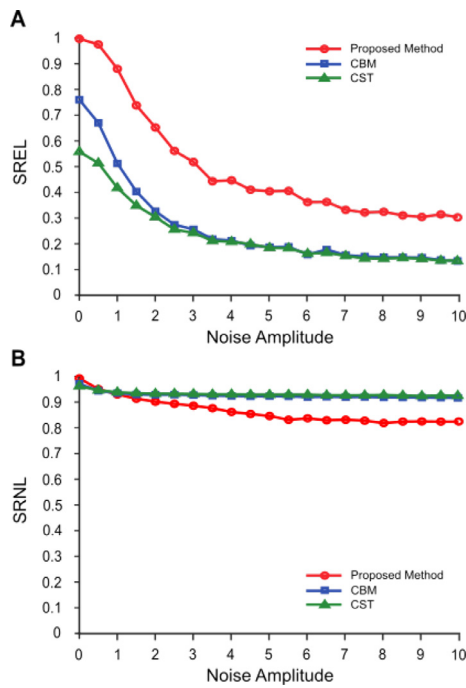 A
1
0.9
0.8
0.7
0.6
0.5
0.4
0.3
0.2
0.1
0
SREL
Proposed Method
CBM
CST
0 1 2 3 4 5 6 7 8 9 10
Noise Amplitude
B
1
0.9
0.8
0.7
0.6
0.5
0.4
0.3
0.2
0.1
0
SRNL
Proposed Method
CBM
CST
0 1 2 3 4 5 6 7 8 9 10
Noise Amplitude